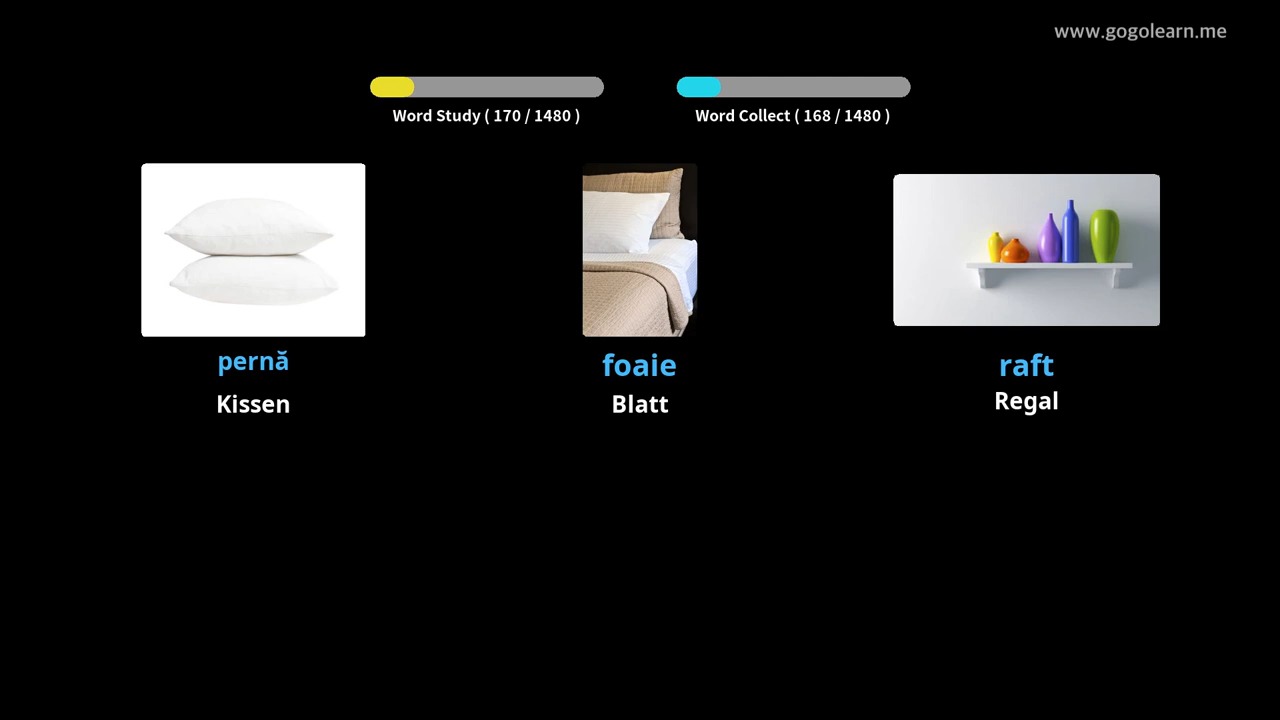 www.gogolearn.me
Word Study ( 170 / 1480 )
Word Collect ( 168 / 1480 )
pernă
foaie
raft
Kissen
Blatt
Regal